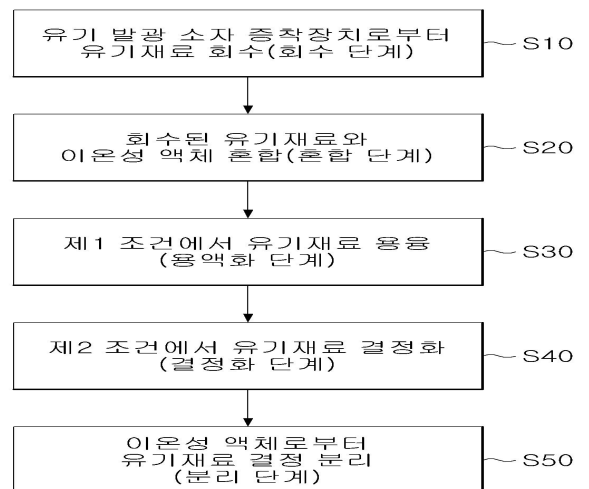 유기 발광 소자 증착장치로부터
유기재료 회수(회수 단계)
S10
회수된 유기재료와
이온성 액체 혼합(혼합 단계)
S20
제1 조건에서 유기재료 용융
(용액화 단계)
S30
제2 조건에서 유기재료 결정화
(결정화 단계)
S40
이온성 액체로부터
유기재료 결정 분리
(분리 단계)
S50